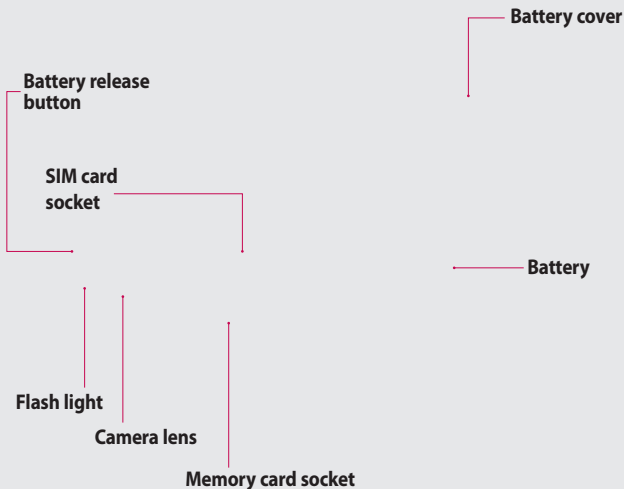 Battery cover
Battery release
button
SIM card
socket
Battery
Flash light
Camera lens
Memory card socket